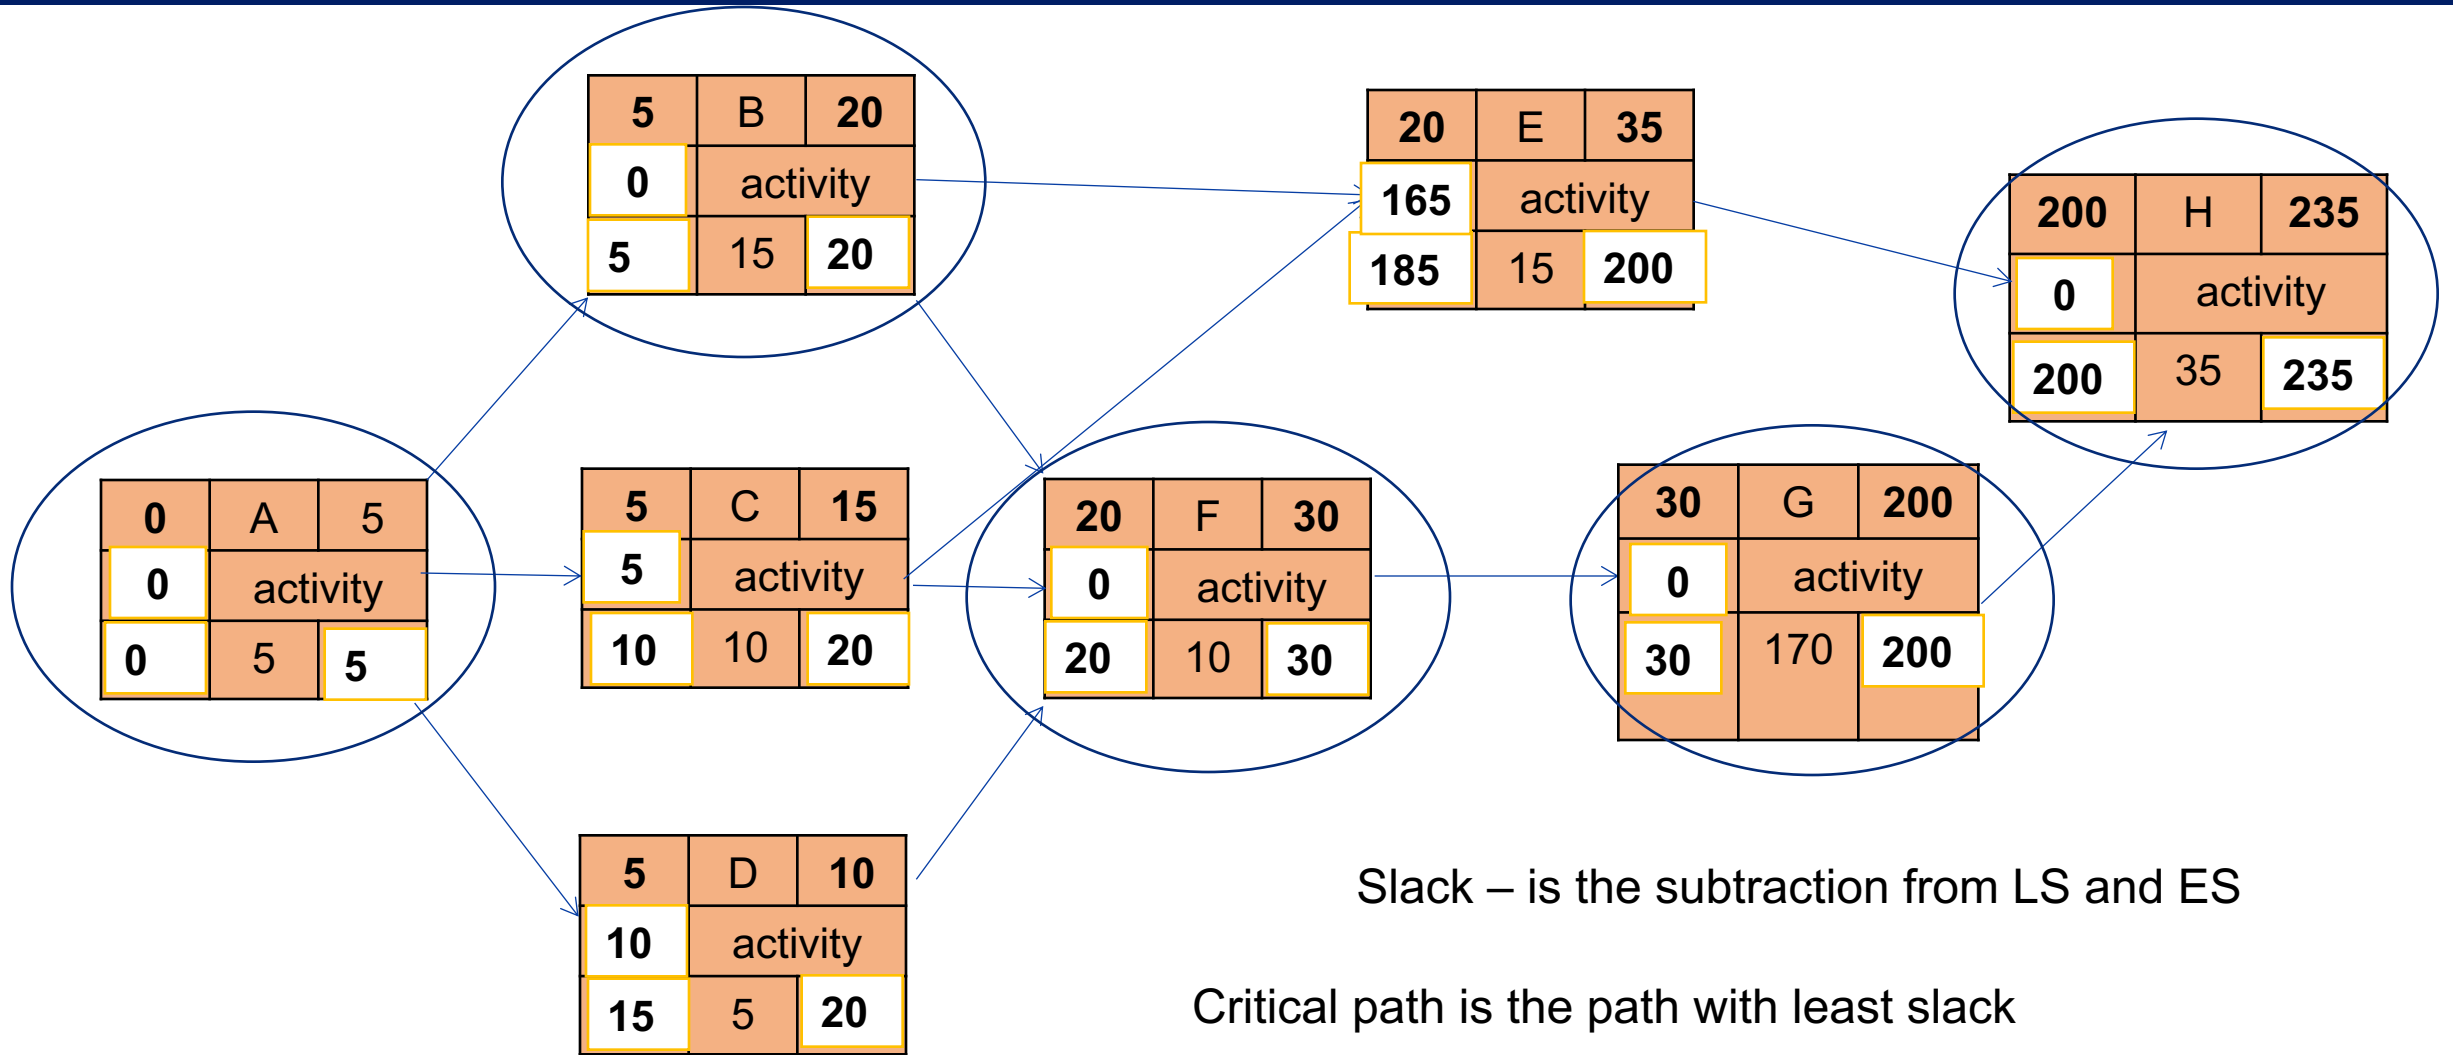 5 B 20
0 activity
5 15 20
20 E 35
165 activity
185 15 200
200 H 235
0 activity
200 35 235
0 A 5
0 activity
0 5 5
5 C 15
5 activity
10 10 20
20 F 30
0 activity
20 10 30
30 G 200
0 activity
30 170 200
5 D 10
10 activity
15 5 20
Slack – is the subtraction from LS and ES
Critical path is the path with least slack